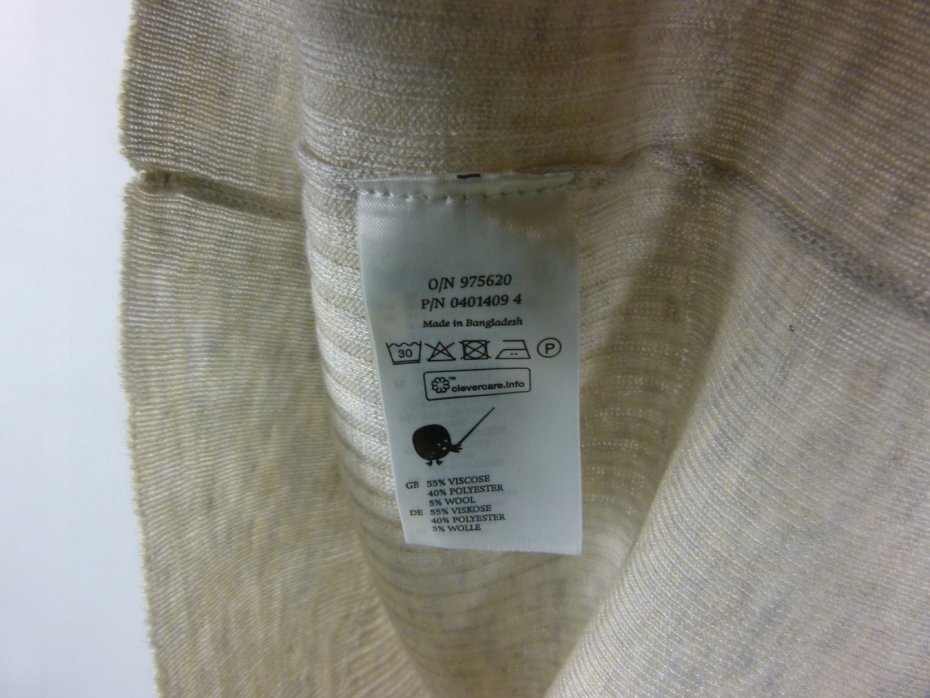 O/N 975620
P/N 0401409 4
Made in Bangladesh
30 P
™ clevercare.info
GB 55% VISCOSE
40% POLYESTER
5% WOOL
DE 55% VISKOSE
40% POLYESTER
5% WOLLE